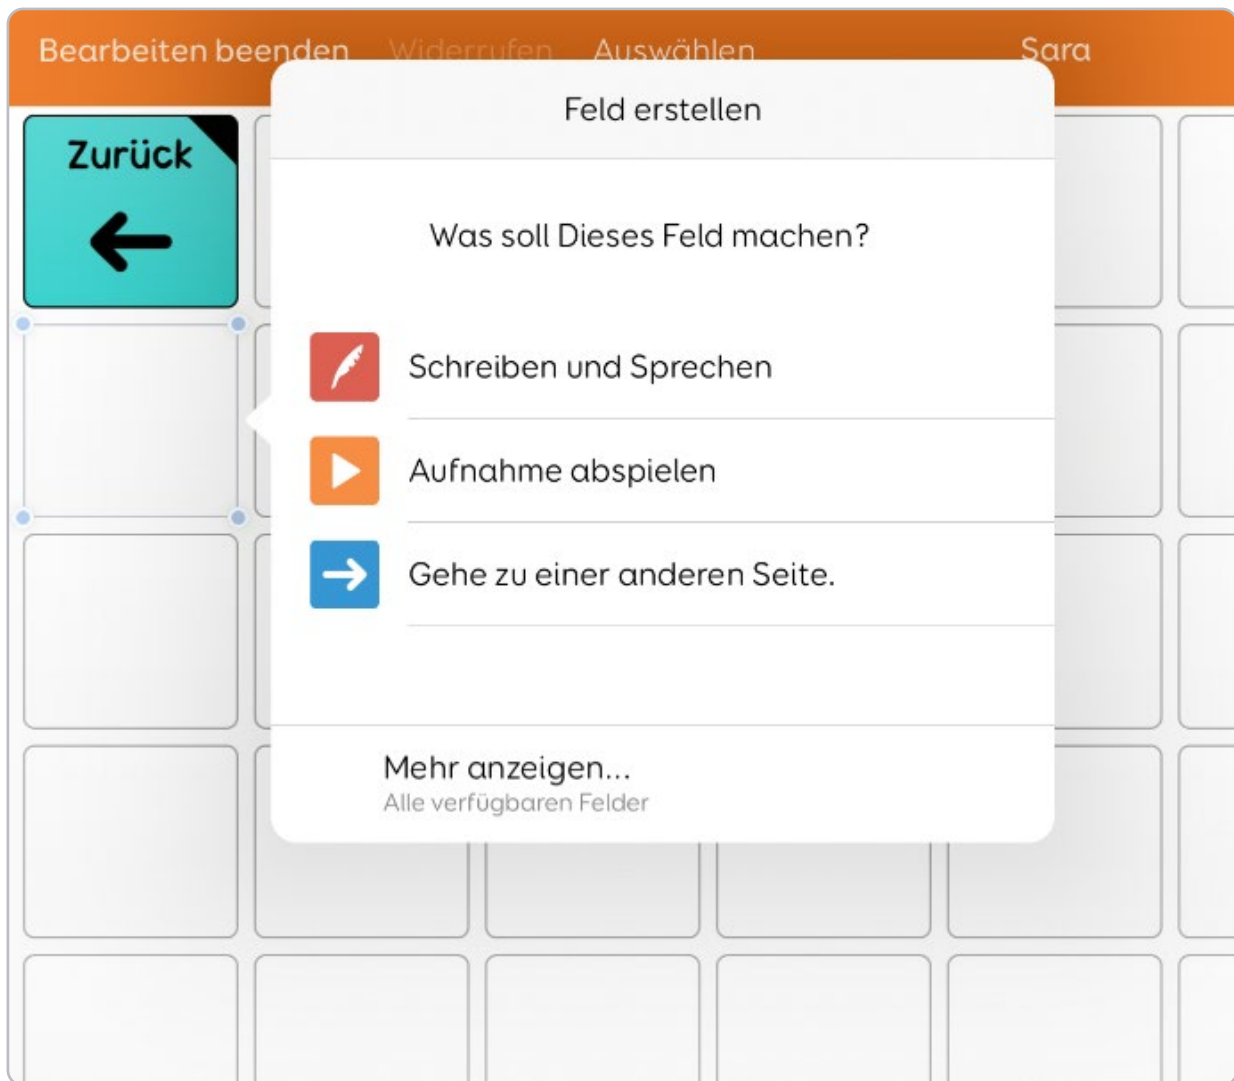 Bearbeiten beenden Widerrufen Auswählen Sara
Feld erstellen
Zurück
Was soll Dieses Feld machen?
Schreiben und Sprechen
Aufnahme abspielen
Gehe zu einer anderen Seite.
Mehr anzeigen...
Alle verfügbaren Felder